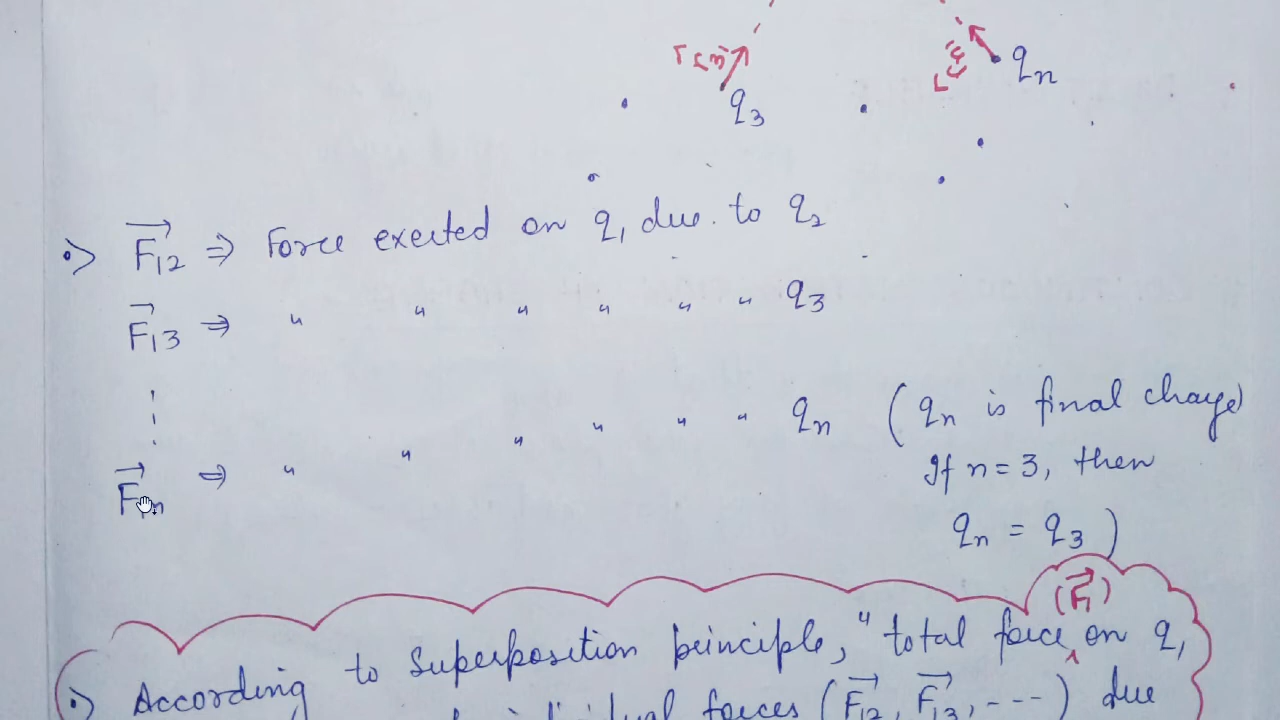 q3
qn
•> F12 ⇒ Force exerted on q1 due to q2
F13 ⇒ " " " " " " q3
F1n ⇒ " " " " " " qn (qn is final charge
If n=3, then
qn = q3)
(F1)
•> According to Superposition principle, "total force on q1
forces (F12, F13, ---) due